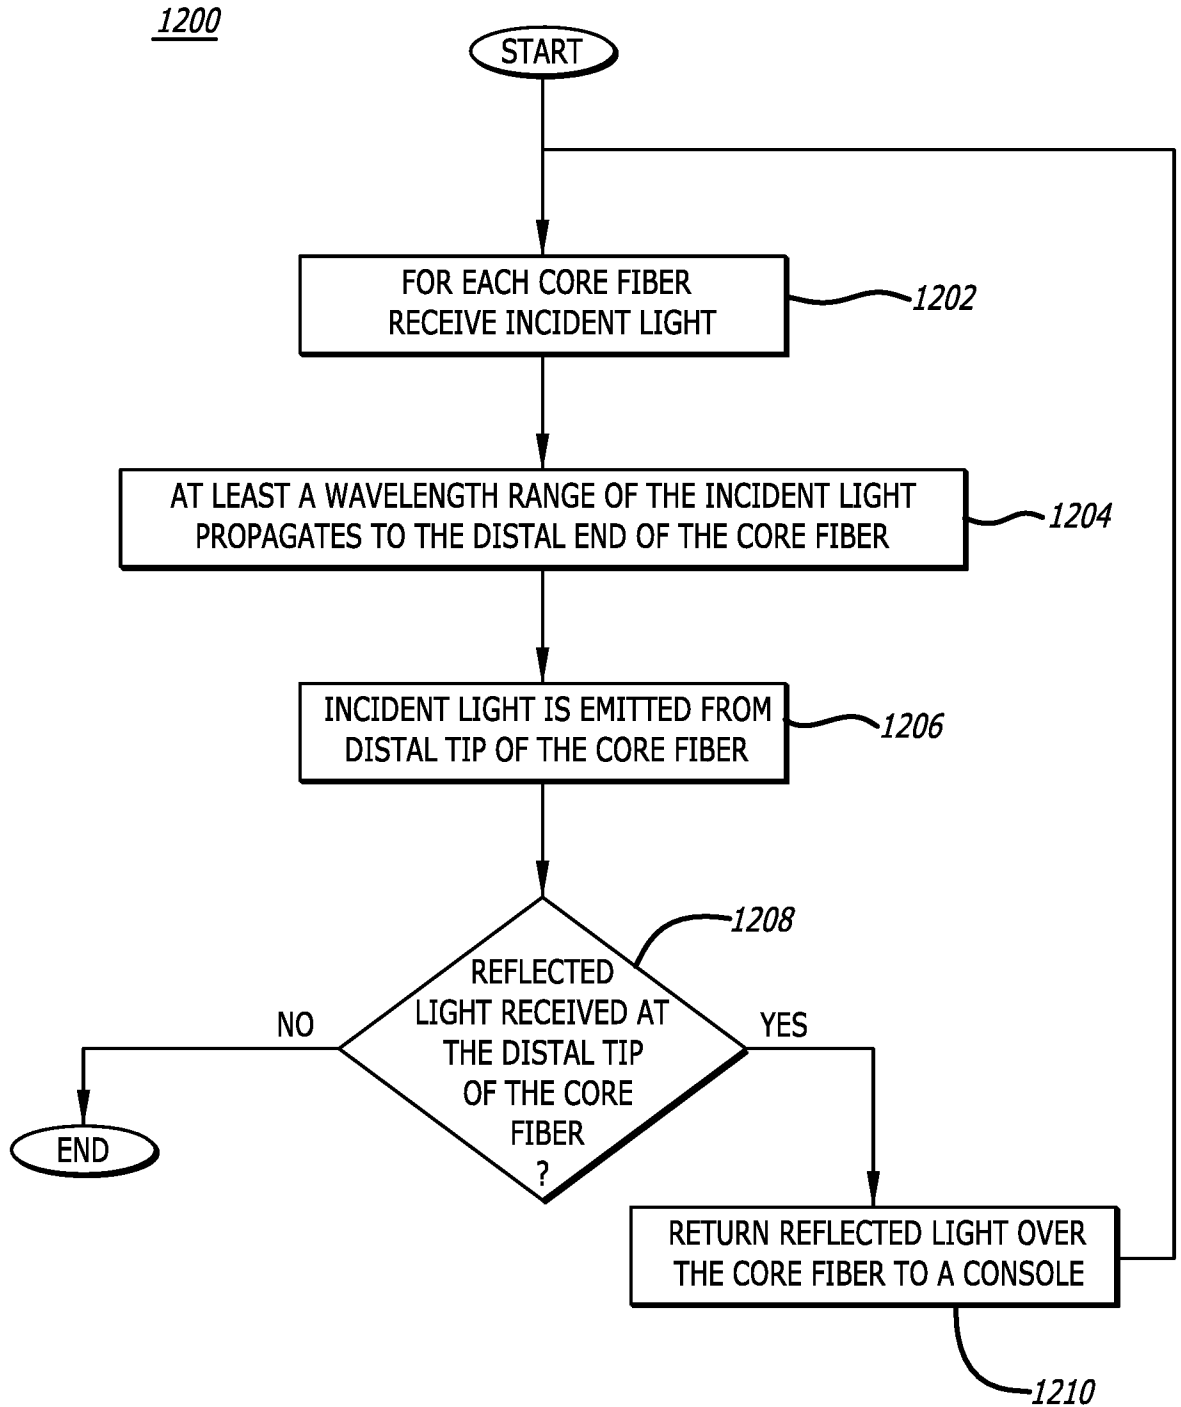 1200
START
FOR EACH CORE FIBER
RECEIVE INCIDENT LIGHT
1202
AT LEAST A WAVELENGTH RANGE OF THE INCIDENT LIGHT
PROPAGATES TO THE DISTAL END OF THE CORE FIBER
1204
INCIDENT LIGHT IS EMITTED FROM
DISTAL TIP OF THE CORE FIBER
1206
1208
REFLECTED
LIGHT RECEIVED AT
THE DISTAL TIP
OF THE CORE
FIBER
?
NO
YES
END
RETURN REFLECTED LIGHT OVER
THE CORE FIBER TO A CONSOLE
1210